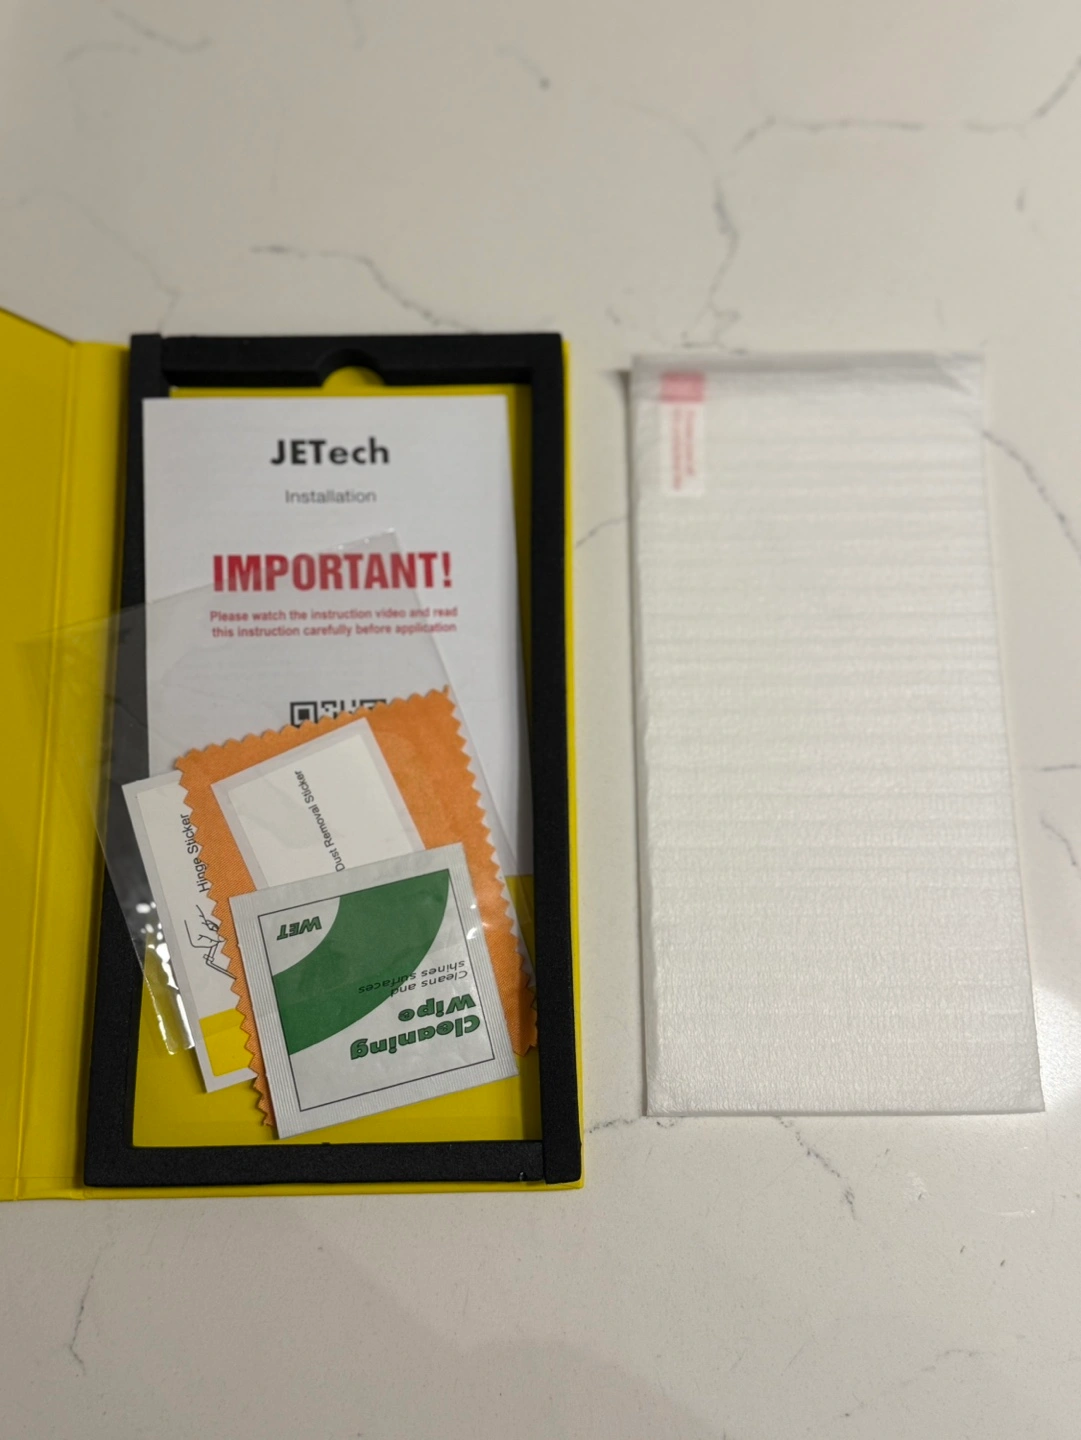 JETech
Installation
IMPORTANT!
Please watch the instruction video and read
this instruction carefully before application
Hinge Sticker
Dust Removal Sticker
WET
Cleans and
shines surfaces
Cleaning
Wipe